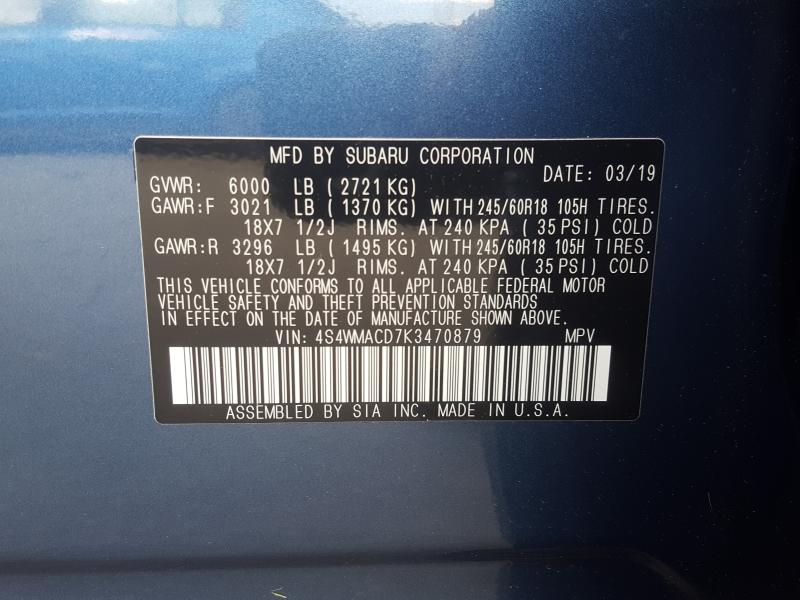 MFD BY SUBARU CORPORATION
DATE: 03/19
GVWR: 6000 LB ( 2721 KG)
GAWR:F 3021 LB ( 1370 KG) WITH 245/60R18 105H TIRES.
18X7 1/2J RIMS. AT 240 KPA ( 35 PSI) COLD
GAWR:R 3296 LB ( 1495 KG) WITH 245/60R18 105H TIRES.
18X7 1/2J RIMS. AT 240 KPA ( 35 PSI) COLD
THIS VEHICLE CONFORMS TO ALL APPLICABLE FEDERAL MOTOR
VEHICLE SAFETY AND THEFT PREVENTION STANDARDS
IN EFFECT ON THE DATE OF MANUFACTURE SHOWN ABOVE.
VIN: 4S4WMACD7K3470879 MPV
ASSEMBLED BY SIA INC. MADE IN U.S.A.